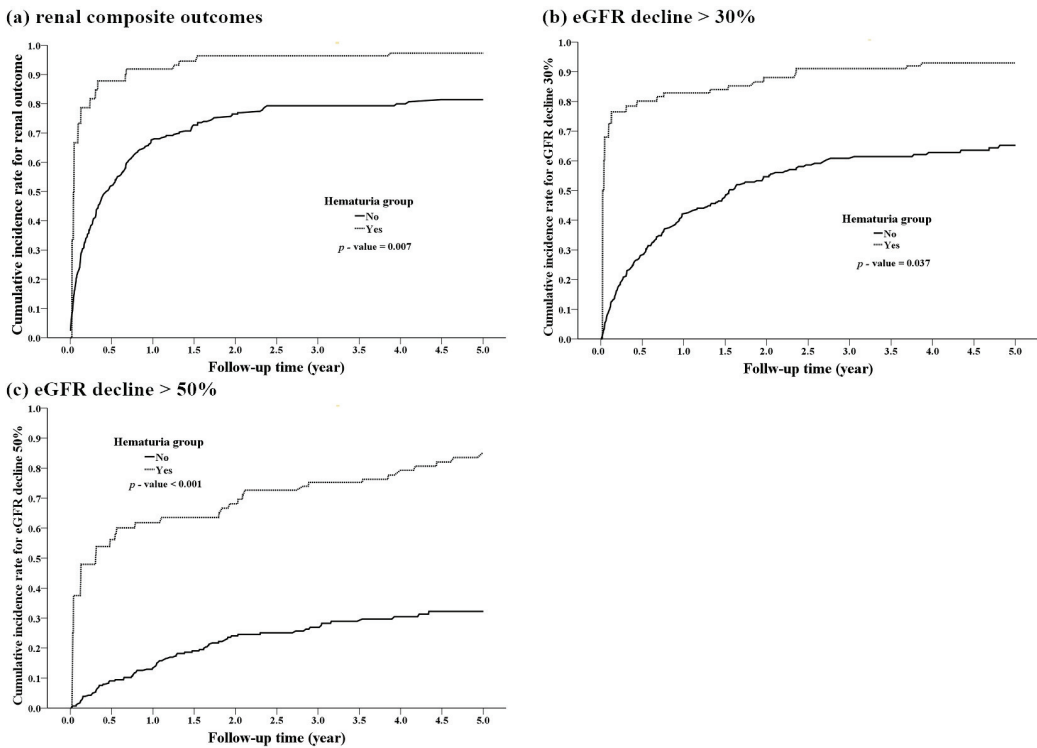 (a) renal composite outcomes
Cumulative incidence rate for renal outcome
1.0
0.9
0.8
0.7
0.6
0.5
0.4
0.3
0.2
0.1
0.0
Hematuria group
No
Yes
p - value = 0.007
0.0 0.5 1.0 1.5 2.0 2.5 3.0 3.5 4.0 4.5 5.0
Follow-up time (year)
(b) eGFR decline > 30%
Cumulative incidence rate for eGFR decline 30%
1.0
0.9
0.8
0.7
0.6
0.5
0.4
0.3
0.2
0.1
0.0
Hematuria group
No
Yes
p - value = 0.037
0.0 0.5 1.0 1.5 2.0 2.5 3.0 3.5 4.0 4.5 5.0
Follw-up time (year)
(c) eGFR decline > 50%
Cumulative incidence rate for eGFR decline 50%
1.0
0.9
0.8
0.7
0.6
0.5
0.4
0.3
0.2
0.1
0.0
Hematuria group
No
Yes
p - value < 0.001
0.0 0.5 1.0 1.5 2.0 2.5 3.0 3.5 4.0 4.5 5.0
Follow-up time (year)